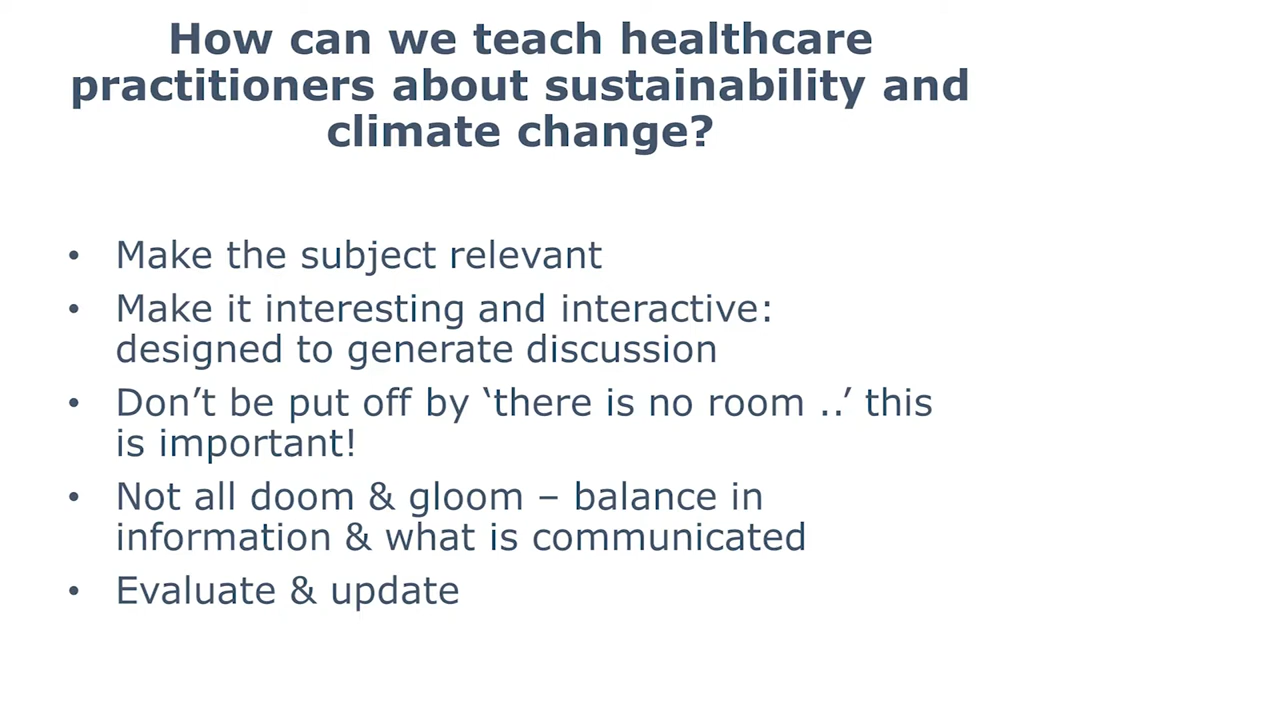 How can we teach healthcare
practitioners about sustainability and
climate change?
• Make the subject relevant
• Make it interesting and interactive:
designed to generate discussion
• Don’t be put off by ‘there is no room ..’ this
is important!
• Not all doom & gloom – balance in
information & what is communicated
• Evaluate & update